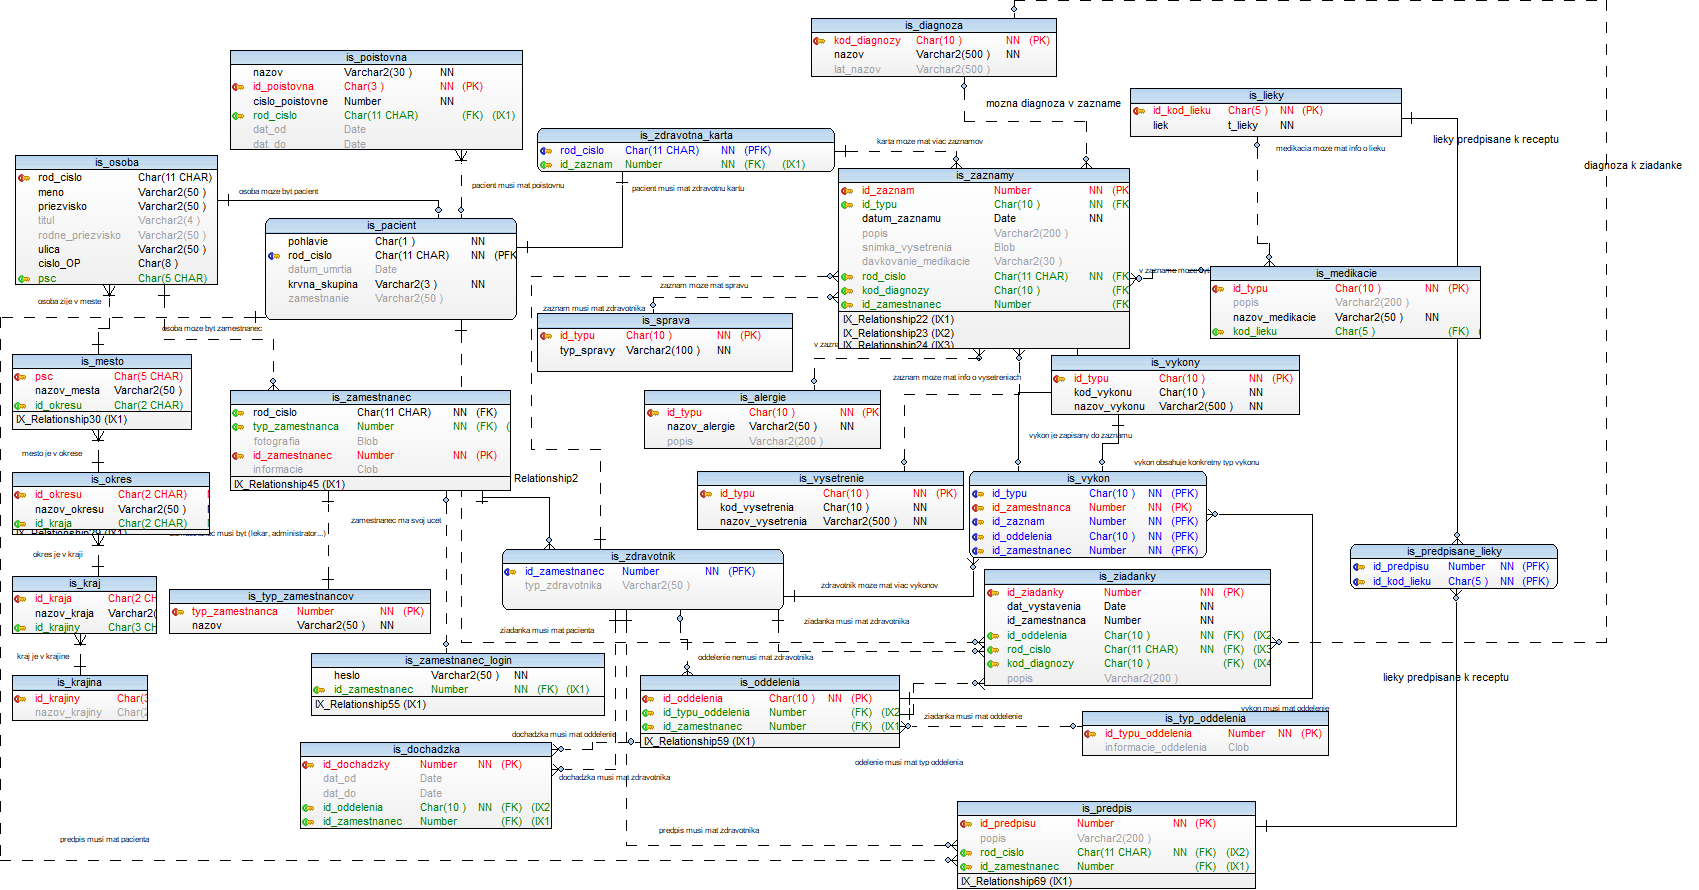 is_diagnoza
kod_diagnozy Char(10 ) NN (PK)
nazov Varchar2(500 ) NN
lat_nazov Varchar2(500 )
is_poistovna
nazov Varchar2(30 ) NN
id_poistovna Char(3 ) NN (PK)
cislo_poistovne Number NN
rod_cislo Char(11 CHAR) (FK) (IX1)
dat_od Date
dat_do Date
is_lieky
id_kod_lieku Char(5 ) NN (PK)
liek t_lieky NN
mozna diagnoza v zazname
lieky predpisane k receptu
diagnoza k ziadanke
medikacia moze mat info o lieku
is_zdravotna_karta
rod_cislo Char(11 CHAR) NN (PFK)
id_zaznam Number NN (FK) (IX1)
karta moze mat viac zaznamov
is_osoba
rod_cislo Char(11 CHAR)
meno Varchar2(50 )
priezvisko Varchar2(50 )
titul Varchar2(4 )
rodne_priezvisko Varchar2(50 )
ulica Varchar2(50 )
cislo_OP Char(8 )
psc Char(5 CHAR)
osoba moze byt pacient
pacient musi mat poistovnu
pacient musi mat zdravotnu kartu
is_zaznamy
id_zaznam Number NN (PK
id_typu Char(10 ) NN (FK
datum_zaznamu Date NN
popis Varchar2(200 )
snimka_vysetrenia Blob
davkovanie_medikacie Varchar2(30 )
rod_cislo Char(11 CHAR) NN (FK
kod_diagnozy Char(10 ) (FK
id_zamestnanec Number (FK
IX_Relationship22 (IX1)
IX_Relationship23 (IX2)
IX_Relationship24 (IX3)
is_pacient
pohlavie Char(1 ) NN
rod_cislo Char(11 CHAR) NN (PFK
datum_umrtia Date
krvna_skupina Varchar2(3 ) NN
zamestnanie Varchar2(50 )
v zazname moze byt
is_medikacie
id_typu Char(10 ) NN (PK)
popis Varchar2(200 )
nazov_medikacie Varchar2(50 ) NN
kod_lieku Char(5 ) (FK) (
zaznam moze mat spravu
zaznam musi mat zdravotnika
osoba zije v meste
osoba moze byt zamestnanec
is_sprava
id_typu Char(10 ) NN (PK)
typ_spravy Varchar2(100 ) NN
v zazn
is_mesto
psc Char(5 CHAR)
nazov_mesta Varchar2(50 )
id_okresu Char(2 CHAR)
IX_Relationship30 (IX1)
zaznam moze mat info o vysetreniach
is_vykony
id_typu Char(10 ) NN (PK)
kod_vykonu Char(10 ) NN
nazov_vykonu Varchar2(500 ) NN
is_zamestnanec
rod_cislo Char(11 CHAR) NN (FK)
typ_zamestnanca Number NN (FK) (
fotografia Blob
id_zamestnanec Number NN (PK)
informacie Clob
IX_Relationship45 (IX1)
is_alergie
id_typu Char(10 ) NN (PK
nazov_alergie Varchar2(50 ) NN
popis Varchar2(200 )
vykon je zapisany do zaznamu
vykon obsahuje konkretny typ vykonu
mesto je v okrese
Relationship2
is_okres
id_okresu Char(2 CHAR)
nazov_okresu Varchar2(50 )
id_kraja Char(2 CHAR)
IX_Relationship29 (IX1)
is_vysetrenie
id_typu Char(10 ) NN (PK)
kod_vysetrenia Char(10 ) NN
nazov_vysetrenia Varchar2(500 ) NN
is_vykon
id_typu Char(10 ) NN (PFK)
id_zamestnanca Number NN (PK)
id_zaznam Number NN (PFK)
id_oddelenia Char(10 ) NN (PFK)
id_zamestnanec Number NN (PFK)
zamestnanec ma svoj ucet
musi byt (lekar, administrator...)
okres je v kraji
is_zdravotnik
id_zamestnanec Number NN (PFK)
typ_zdravotnika Varchar2(50 )
is_predpisane_lieky
id_predpisu Number NN (PFK)
id_kod_lieku Char(5 ) NN (PFK)
zdravotnik moze mat viac vykonov
is_kraj
id_kraja Char(2 CH
nazov_kraja Varchar2(
id_krajiny Char(3 CH
is_typ_zamestnancov
typ_zamestnanca Number NN (PK)
nazov Varchar2(50 ) NN
is_ziadanky
id_ziadanky Number NN (PK)
dat_vystavenia Date NN
id_zamestnanca Number NN
id_oddelenia Char(10 ) NN (FK) (IX2
rod_cislo Char(11 CHAR) NN (FK) (IX3
kod_diagnozy Char(10 ) (FK) (IX4
popis Varchar2(200 )
ziadanka musi mat pacienta
ziadanka musi mat zdravotnika
kraj je v krajine
oddelenie nemusi mat zdravotnika
is_zamestnanec_login
heslo Varchar2(50 ) NN
id_zamestnanec Number NN (FK) (IX1)
IX_Relationship55 (IX1)
is_krajina
id_krajiny Char(3
nazov_krajiny Char(2
is_oddelenia
id_oddelenia Char(10 ) NN (PK)
id_typu_oddelenia Number (FK) (IX2
id_zamestnanec Number (FK) (IX1
IX_Relationship59 (IX1)
lieky predpisane k receptu
vykon musi mat oddelenie
ziadanka musi mat oddelenie
is_typ_oddelenia
id_typu_oddelenia Number NN (PK)
informacie_oddelenia Clob
dochadzka musi mat oddelenie
is_dochadzka
id_dochadzky Number NN (PK)
dat_od Date
dat_do Date
id_oddelenia Char(10 ) NN (FK) (IX2
id_zamestnanec Number (FK) (IX1
odelenie musi mat typ oddelenia
dochadzka musi mat zdravotnika
is_predpis
id_predpisu Number NN (PK)
popis Varchar2(200 )
rod_cislo Char(11 CHAR) NN (FK) (IX2)
id_zamestnanec Number (FK) (IX1)
IX_Relationship69 (IX1)
predpis musi mat zdravotnika
predpis musi mat pacienta